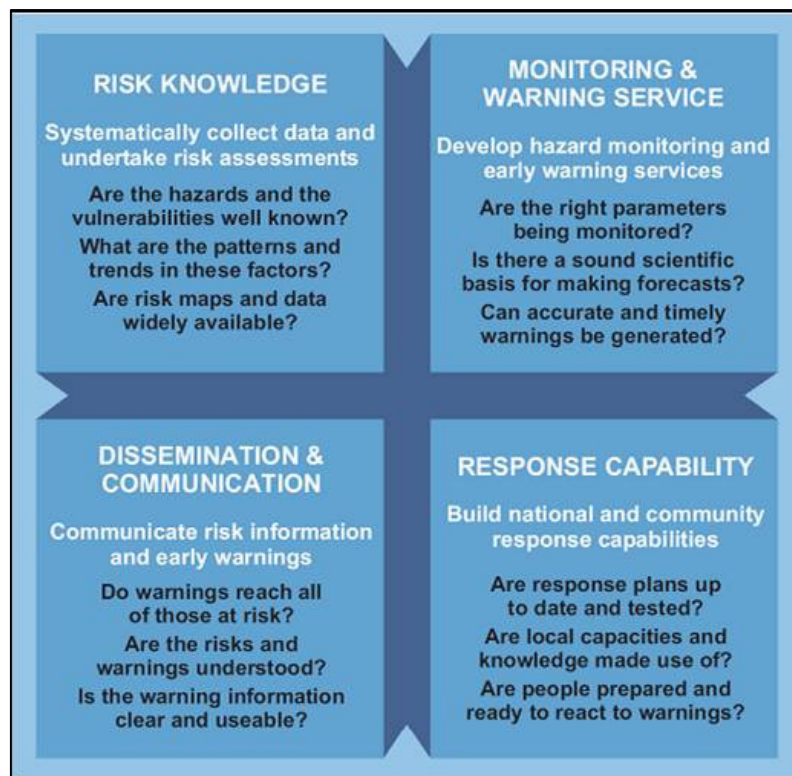 RISK KNOWLEDGE
Systematically collect data and
undertake risk assessments
Are the hazards and the
vulnerabilities well known?
What are the patterns and
trends in these factors?
Are risk maps and data
widely available?
MONITORING &
WARNING SERVICE
Develop hazard monitoring and
early warning services
Are the right parameters
being monitored?
Is there a sound scientific
basis for making forecasts?
Can accurate and timely
warnings be generated?
DISSEMINATION &
COMMUNICATION
Communicate risk information
and early warnings
Do warnings reach all
of those at risk?
Are the risks and
warnings understood?
Is the warning information
clear and useable?
RESPONSE CAPABILITY
Build national and community
response capabilities
Are response plans up
to date and tested?
Are local capacities and
knowledge made use of?
Are people prepared and
ready to react to warnings?